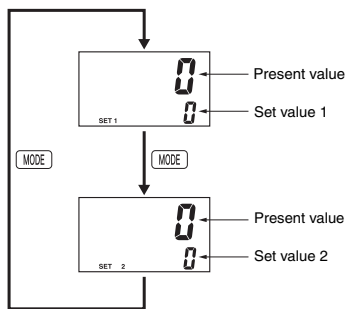 0
Present value
0
Set value 1
SET 1
MODE
MODE
0
Present value
0
Set value 2
SET 2